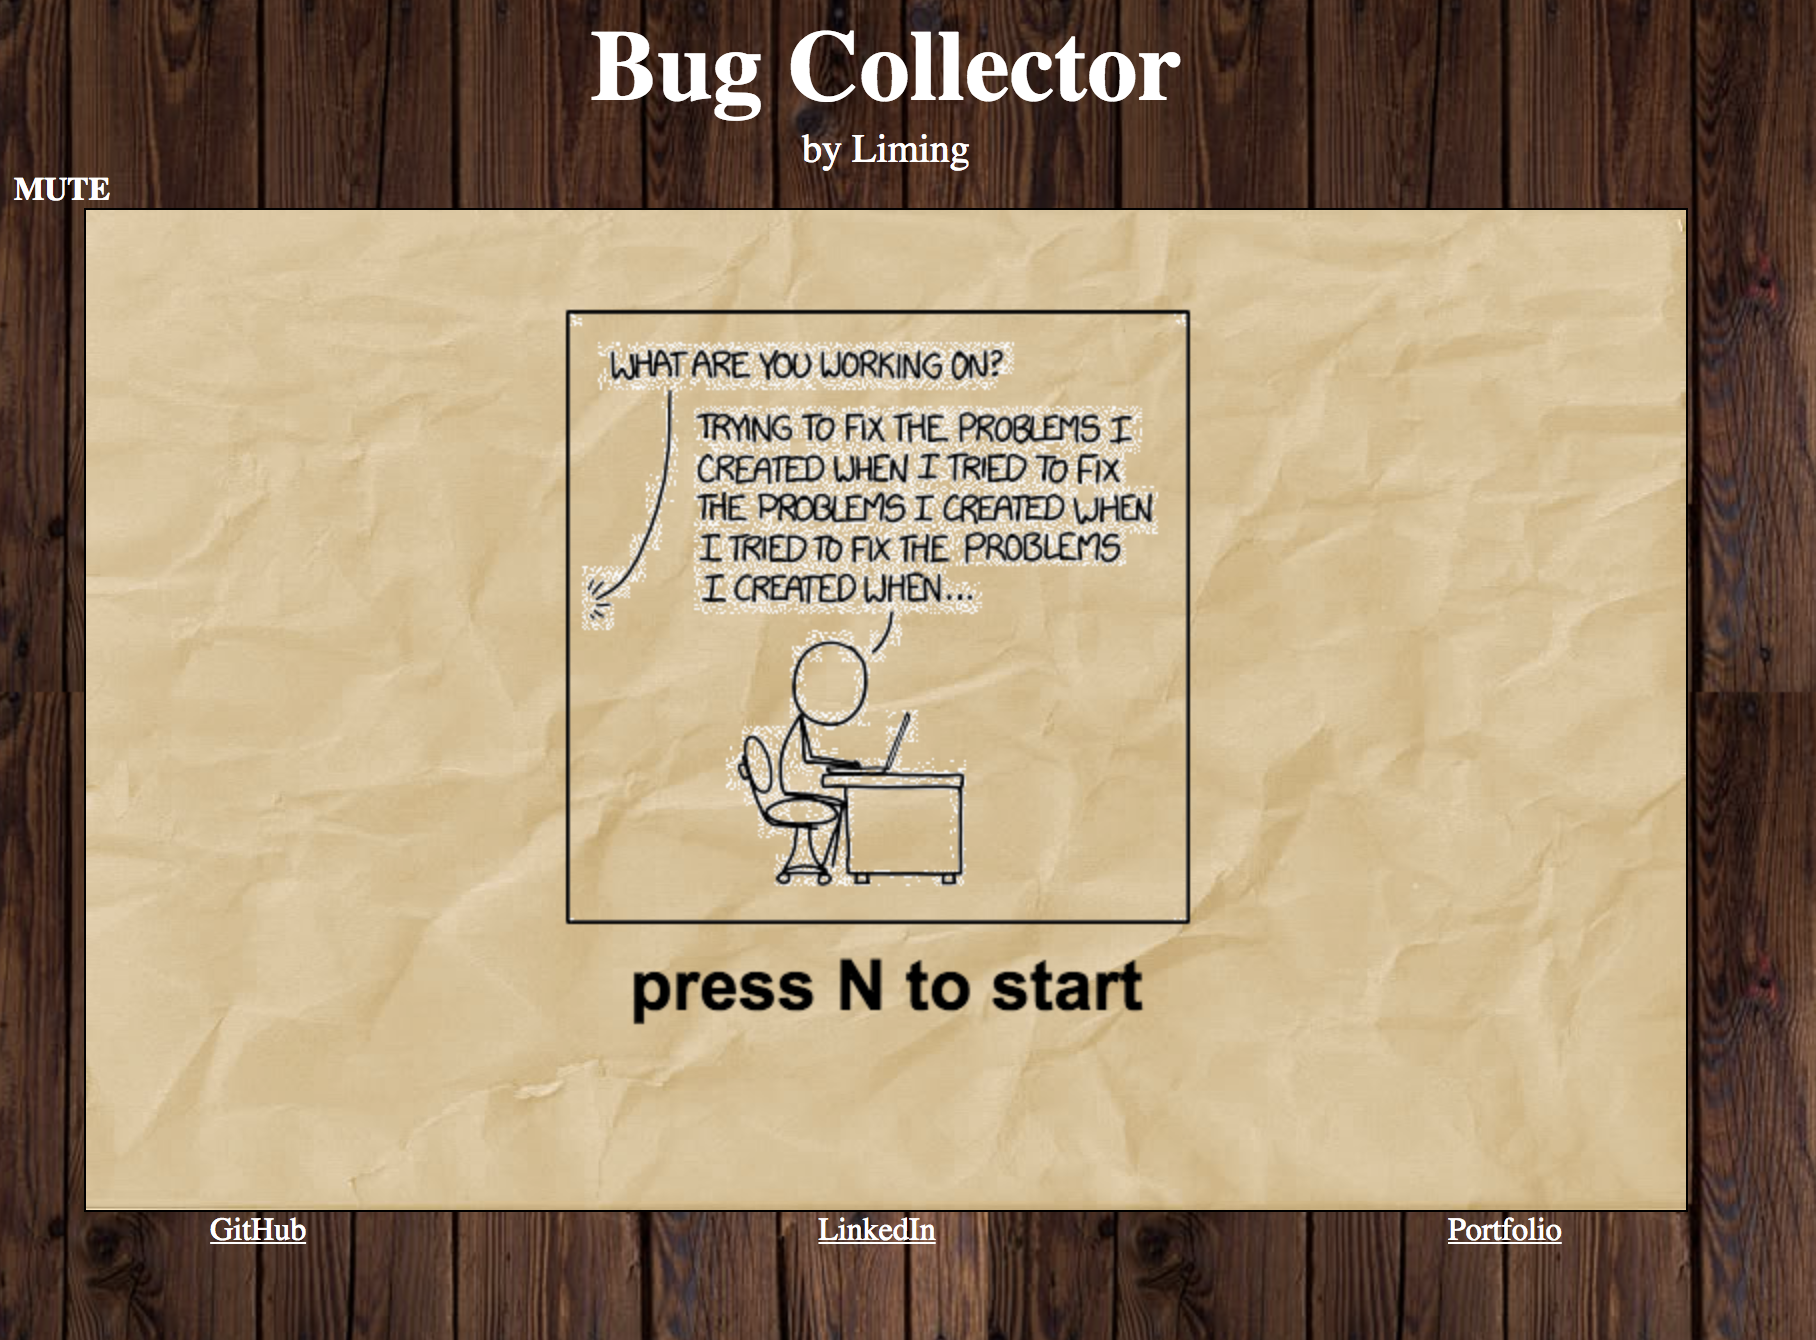 Bug Collector
by Liming
MUTE
WHAT ARE YOU WORKING ON?
TRYING TO FIX THE PROBLEMS I
CREATED WHEN I TRIED TO FIX
THE PROBLEMS I CREATED WHEN
I TRIED TO FIX THE PROBLEMS
I CREATED WHEN...
press N to start
GitHub
LinkedIn
Portfolio